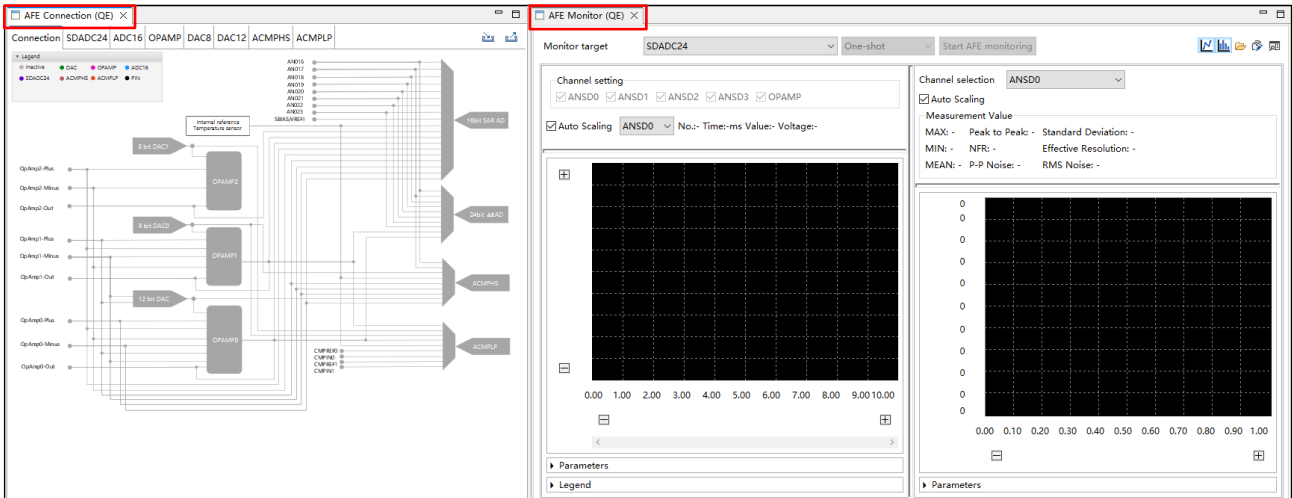 AFE Connection (QE)
Connection SDADC24 ADC16 OPAMP DAC8 DAC12 ACMPHS ACMPLP
Legend
Inactive DAC OPAMP ADC16
SDADC24 ACMPHS ACMPLP PIN
AN016
AN017
AN018
AN019
AN020
AN021
AN022
AN023
SBIAS/VREFI
Internal reference
Temperature sensor
16bit SAR AD
8 bit DAC1
OPAMP2
OpAmp2-Plus
OpAmp2-Minus
OpAmp2-Out
24bit ΔΣAD
8 bit DAC0
OPAMP1
OpAmp1-Plus
OpAmp1-Minus
OpAmp1-Out
ACMPHS
12 bit DAC
OPAMP0
OpAmp0-Plus
OpAmp0-Minus
OpAmp0-Out
ACMPLP
CMPREF0
CMPIN0
CMPREF1
CMPIN1
AFE Monitor (QE)
Monitor target SDADC24 One-shot Start AFE monitoring
Channel setting
ANSD0 ANSD1 ANSD2 ANSD3 OPAMP
Auto Scaling ANSD0 No.:- Time:-ms Value:- Voltage:-
0.00 1.00 2.00 3.00 4.00 5.00 6.00 7.00 8.00 9.00 10.00
Parameters
Legend
Channel selection ANSD0
Auto Scaling
Measurement Value
MAX: - Peak to Peak: - Standard Deviation: -
MIN: - NFR: - Effective Resolution: -
MEAN: - P-P Noise: - RMS Noise: -
0
0
0
0
0
0
0
0
0
0
0
0.00 0.10 0.20 0.30 0.40 0.50 0.60 0.70 0.80 0.90 1.00
Parameters